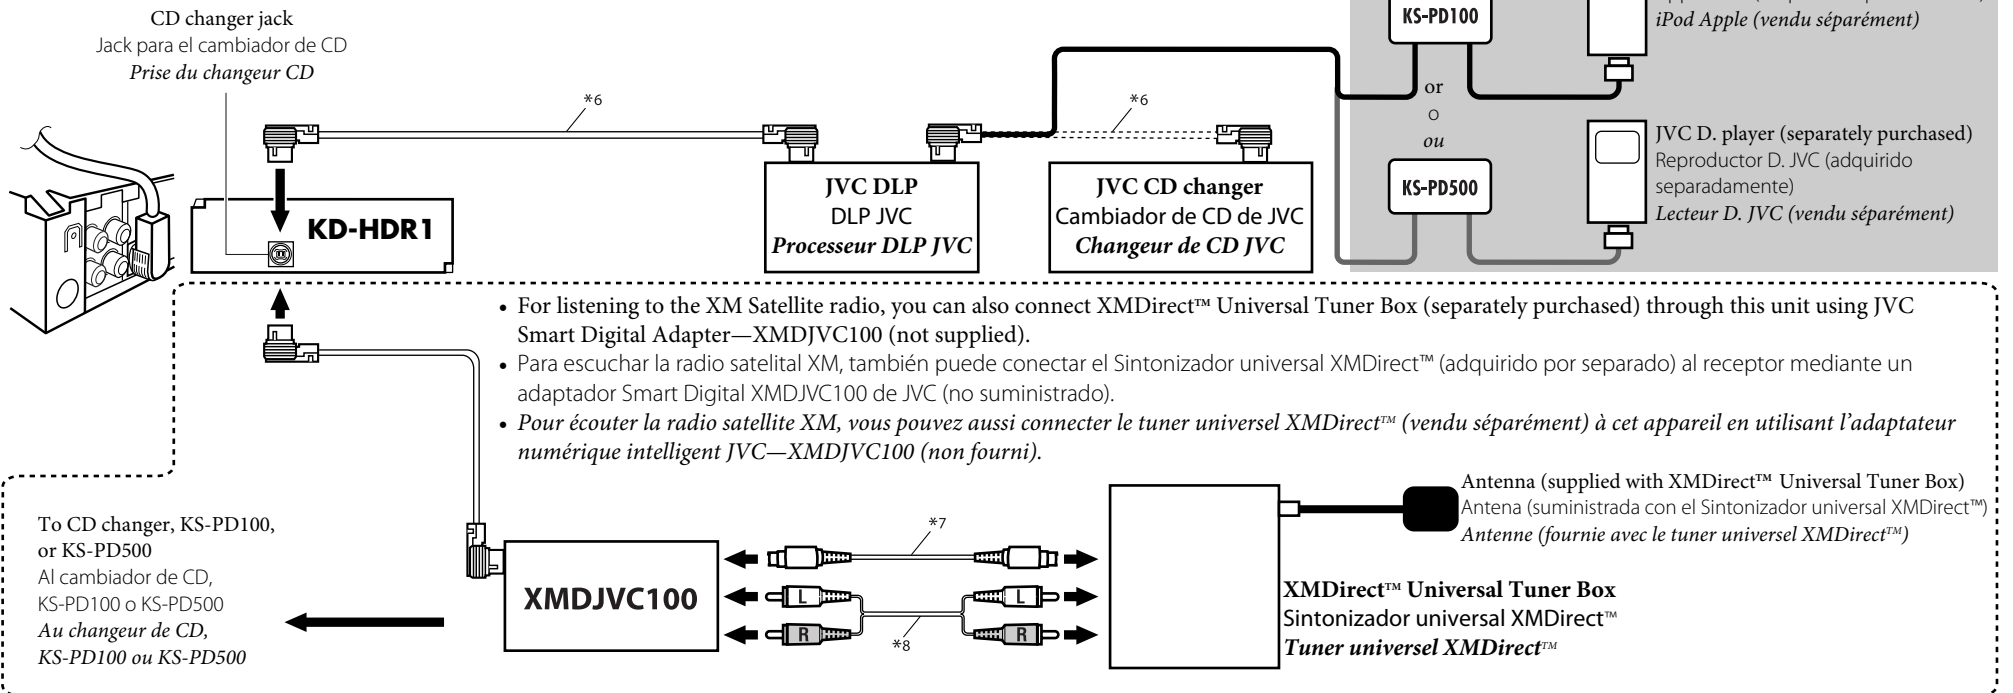 CD changer jack
Jack para el cambiador de CD
Prise du changeur CD
*6
*6
KS-PD100
iPod Apple (vendu séparément)
or
o
ou
KS-PD500
JVC D. player (separately purchased)
Reproductor D. JVC (adquirido
separadamente)
Lecteur D. JVC (vendu séparément)
KD-HDR1
JVC DLP
DLP JVC
Processeur DLP JVC
JVC CD changer
Cambiador de CD de JVC
Changeur de CD JVC
• For listening to the XM Satellite radio, you can also connect XMDirect™ Universal Tuner Box (separately purchased) through this unit using JVC
Smart Digital Adapter—XMDJVC100 (not supplied).
• Para escuchar la radio satelital XM, también puede conectar el Sintonizador universal XMDirect™ (adquirido por separado) al receptor mediante un
adaptador Smart Digital XMDJVC100 de JVC (no suministrado).
• Pour écouter la radio satellite XM, vous pouvez aussi connecter le tuner universel XMDirect™ (vendu séparément) à cet appareil en utilisant l'adaptateur
numérique intelligent JVC—XMDJVC100 (non fourni).
To CD changer, KS-PD100,
or KS-PD500
Al cambiador de CD,
KS-PD100 o KS-PD500
Au changeur de CD,
KS-PD100 ou KS-PD500
XMDJVC100
*7
L
L
R
R
*8
Antenna (supplied with XMDirect™ Universal Tuner Box)
Antena (suministrada con el Sintonizador universal XMDirect™)
Antenne (fournie avec le tuner universel XMDirect™)
XMDirect™ Universal Tuner Box
Sintonizador universal XMDirect™
Tuner universel XMDirect™